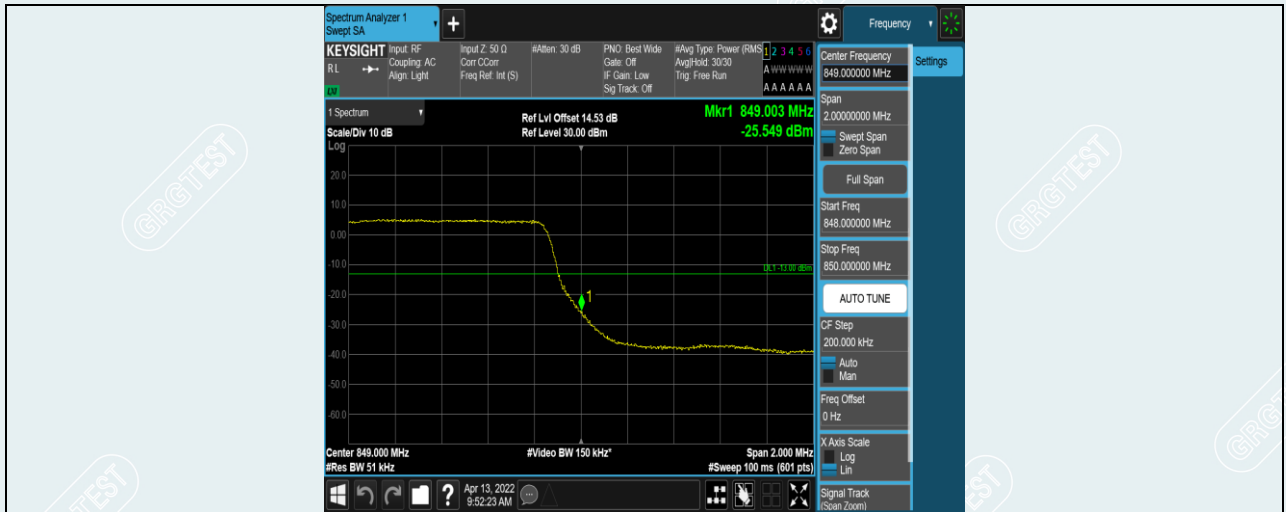 Spectrum Analyzer 1
Swept SA
+
Frequency
KEYSIGHT
RL
LW
Input: RF
Coupling: AC
Align: Light
Input Z: 50 Ω
Corr CCorr
Freq Ref: Int (S)
#Atten: 30 dB
PNO: Best Wide
Gate: Off
IF Gain: Low
Sig Track: Off
#Avg Type: Power (RMS
Avg|Hold: 30/30
Trig: Free Run
1 2 3 4 5 6
A W W W W W
A A A A A A
1 Spectrum
Scale/Div 10 dB
Ref Lvl Offset 14.53 dB
Ref Level 30.00 dBm
Mkr1 849.003 MHz
-25.549 dBm
Log
20.0
10.0
0.00
-10.0
DL1 -13.00 dBm
-20.0
1
-30.0
-40.0
-50.0
-60.0
Center 849.000 MHz
#Video BW 150 kHz*
Span 2.000 MHz
#Res BW 51 kHz
#Sweep 100 ms (601 pts)
?
Apr 13, 2022
9:52:23 AM
Center Frequency
849.000000 MHz
Settings
Span
2.00000000 MHz
Swept Span
Zero Span
Full Span
Start Freq
848.000000 MHz
Stop Freq
850.000000 MHz
AUTO TUNE
CF Step
200.000 kHz
Auto
Man
Freq Offset
0 Hz
X Axis Scale
Log
Lin
Signal Track
(Span Zoom)
GRGTEST
GRGTEST
GRGTEST
GRGTEST
GRGTEST